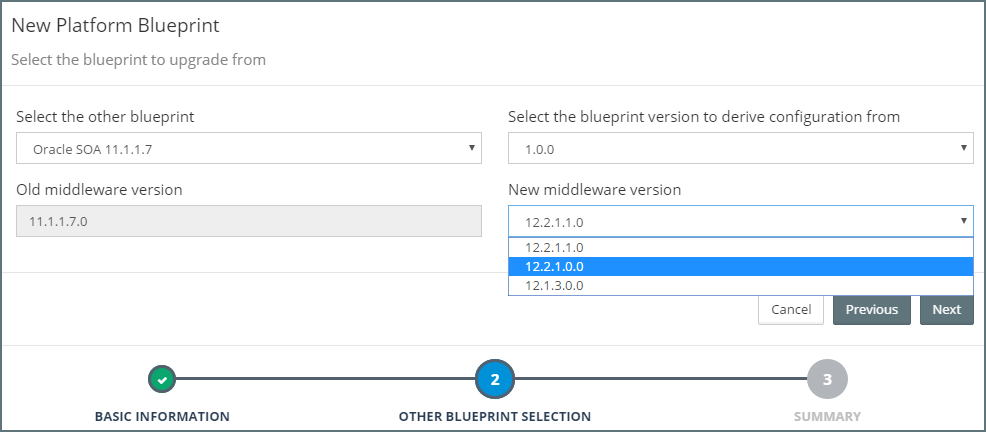 New Platform Blueprint
Select the blueprint to upgrade from
Select the other blueprint
Select the blueprint version to derive configuration from
Oracle SOA 11.1.1.7
1.0.0
Old middleware version
New middleware version
11.1.1.7.0
12.2.1.1.0
12.2.1.1.0
12.2.1.0.0
12.1.3.0.0
Cancel
Previous
Next
2
3
BASIC INFORMATION
OTHER BLUEPRINT SELECTION
SUMMARY